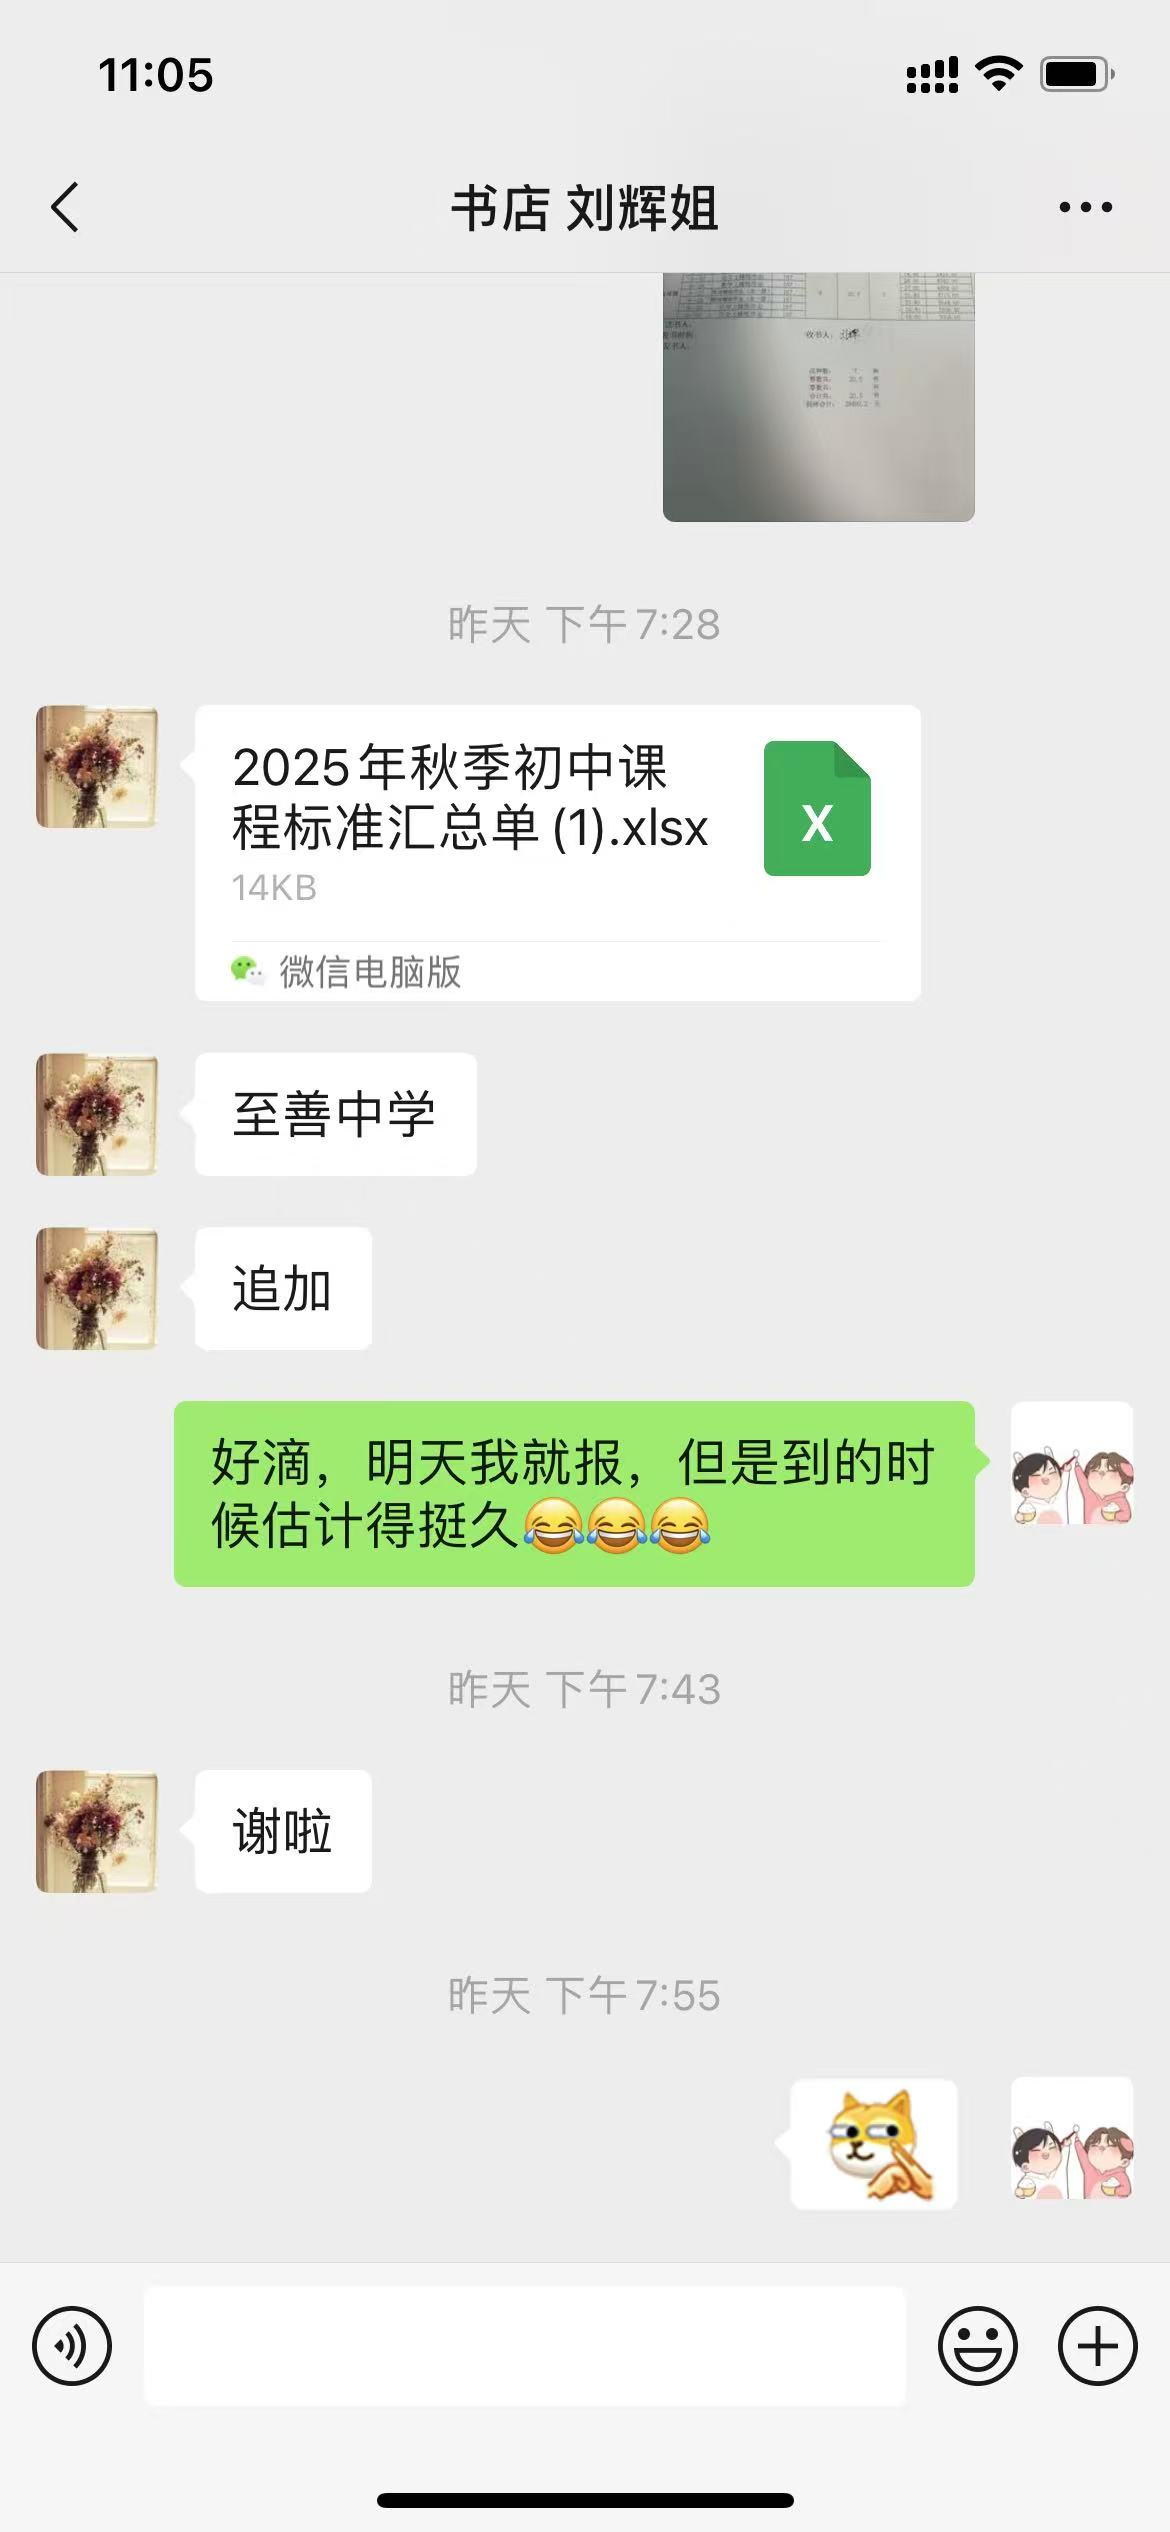 11:05
书店 刘辉姐
收书人：
昨天 下午 7:28
2025年秋季初中课
程标准汇总单 (1).xlsx
X
14KB
微信电脑版
至善中学
追加
好滴，明天我就报，但是到的时
候估计得挺久😂😂😂
昨天 下午 7:43
谢啦
昨天 下午 7:55